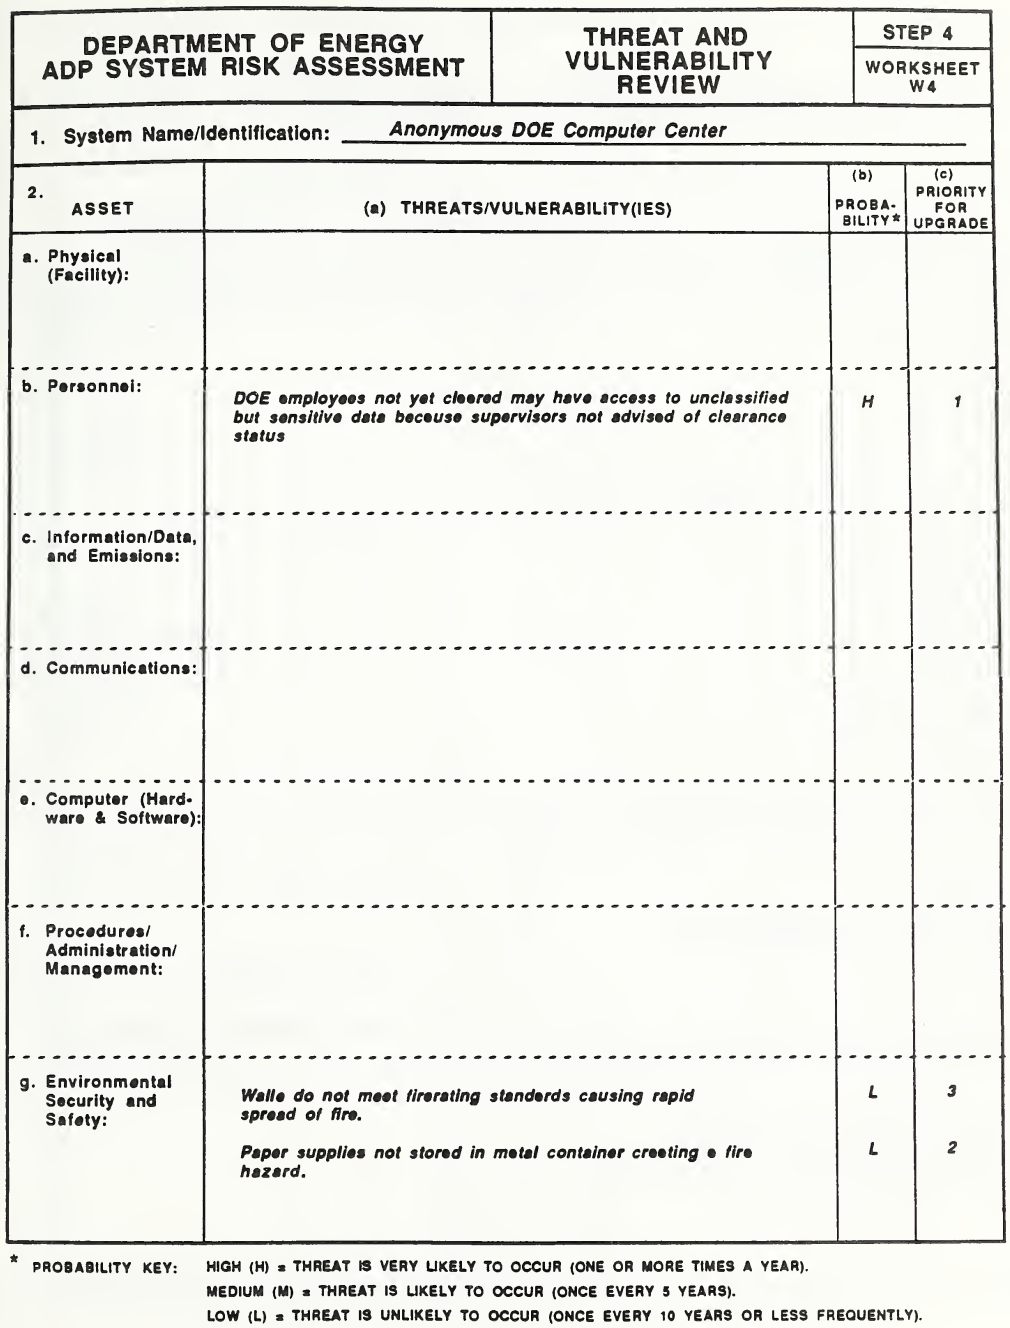 DEPARTMENT OF ENERGY
ADP SYSTEM RISK ASSESSMENT
THREAT AND
VULNERABILITY
REVIEW
STEP 4
WORKSHEET
W4
1. System Name/Identification: Anonymous DOE Computer Center
2.
ASSET
(a) THREATS/VULNERABILITY(IES)
(b)
PROBA-
BILITY*
(c)
PRIORITY
FOR
UPGRADE
a. Physical
(Facility):
b. Personnel:
DOE employees not yet cleared may have access to unclassified
but sensitive data because supervisors not advised of clearance
status
H 1
c. Information/Data,
and Emissions:
d. Communications:
e. Computer (Hard-
ware & Software):
f. Procedures/
Administration/
Management:
g. Environmental
Security and
Safety:
Walls do not meet firerating standards causing rapid
spread of fire.
L 3
Paper supplies not stored in metal container creating a fire
hazard.
L 2
* PROBABILITY KEY: HIGH (H) = THREAT IS VERY LIKELY TO OCCUR (ONE OR MORE TIMES A YEAR).
MEDIUM (M) = THREAT IS LIKELY TO OCCUR (ONCE EVERY 5 YEARS).
LOW (L) = THREAT IS UNLIKELY TO OCCUR (ONCE EVERY 10 YEARS OR LESS FREQUENTLY).